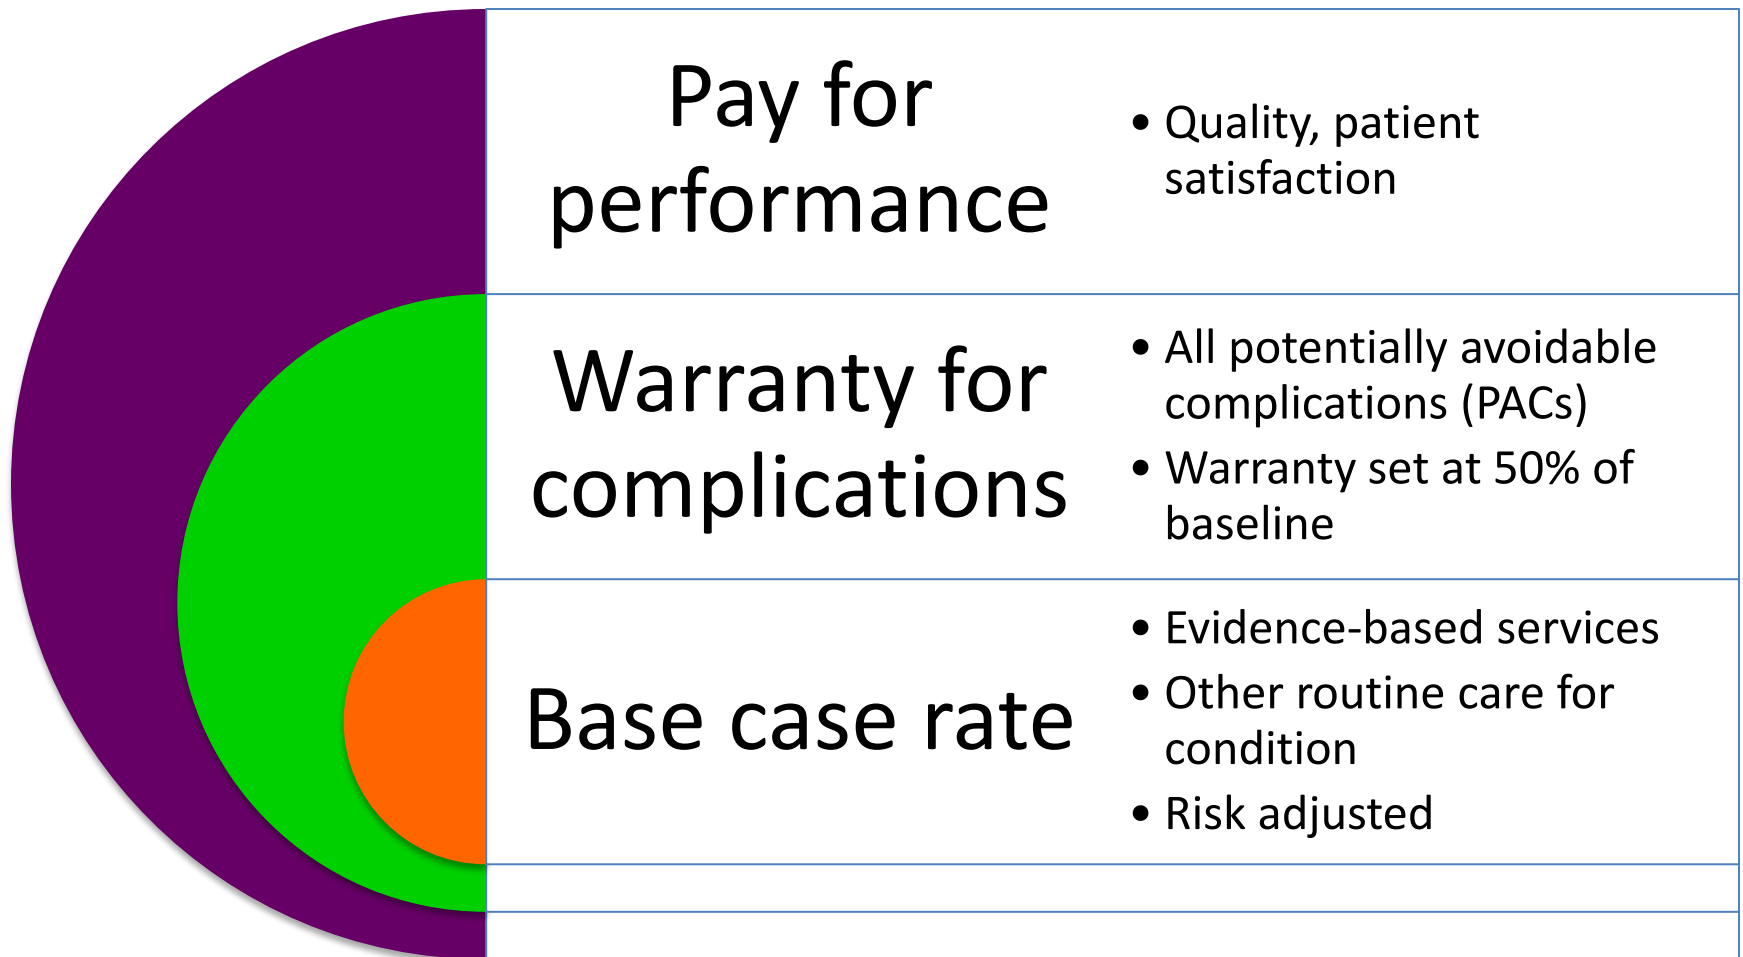 Pay for
performance
• Quality, patient
satisfaction
Warranty for
complications
• All potentially avoidable
complications (PACs)
• Warranty set at 50% of
baseline
Base case rate
• Evidence-based services
• Other routine care for
condition
• Risk adjusted